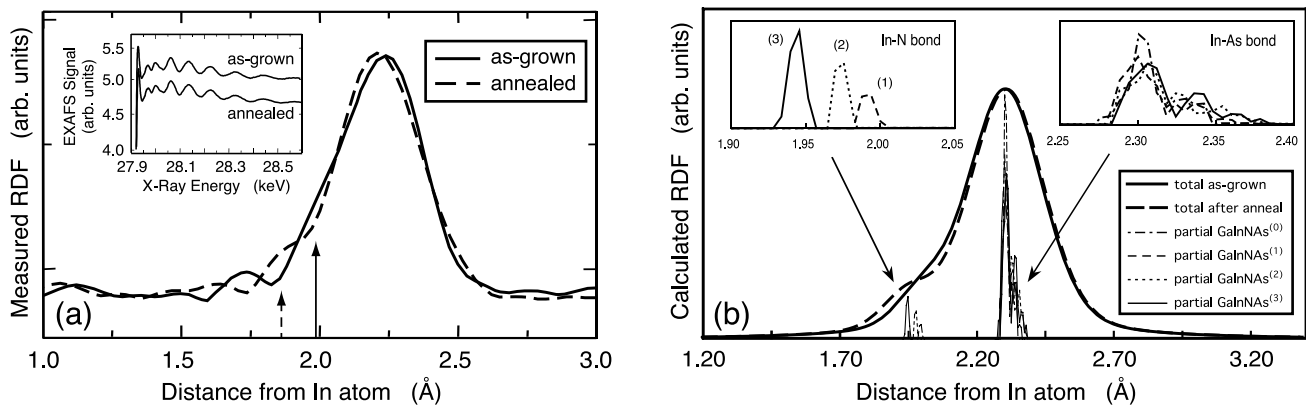 Measured RDF (arb. units)
EXAFS Signal
(arb. units)
5.5
5.0
4.5
4.0
as-grown
annealed
27.9
28.1
28.3
28.5
X-Ray Energy (keV)
as-grown
annealed
(a)
1.0
1.5
2.0
2.5
3.0
Distance from In atom (Å)
Calculated RDF (arb. units)
(3)
(2)
(1)
In-N bond
1.90
1.95
2.00
2.05
In-As bond
2.25
2.30
2.35
2.40
total as-grown
total after anneal
partial GaInNAs⁽⁰⁾
partial GaInNAs⁽¹⁾
partial GaInNAs⁽²⁾
partial GaInNAs⁽³⁾
(b)
1.20
1.70
2.20
2.70
3.20
Distance from In atom (Å)